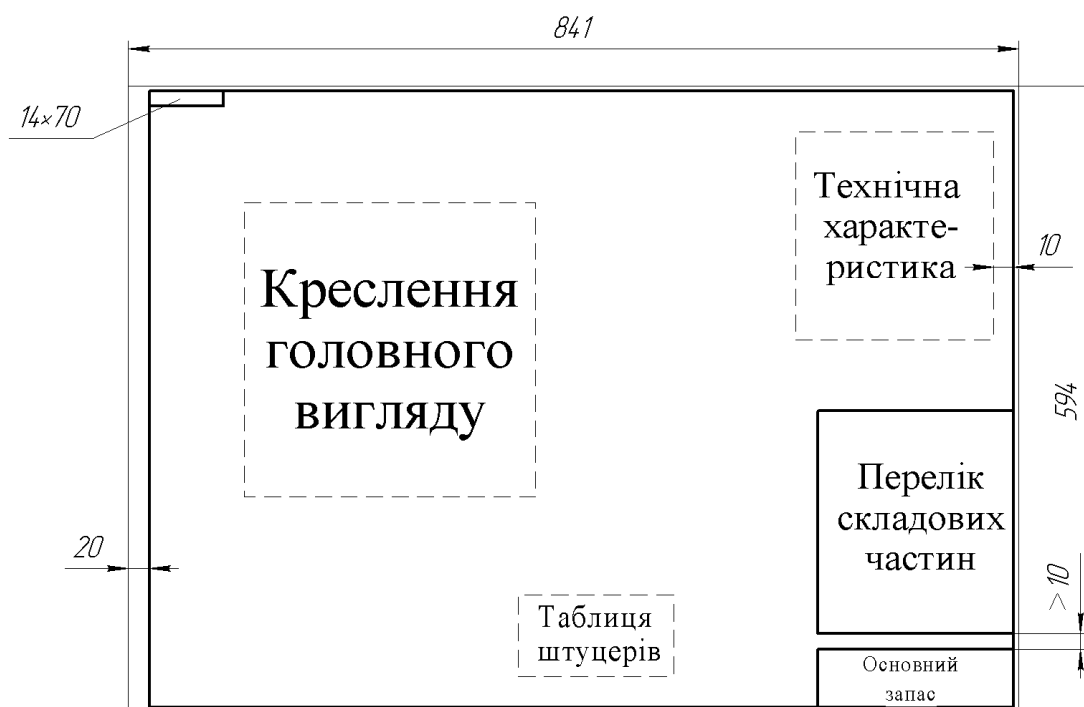 841
14×70
Технічна
характе-
ристика
10
Креслення
головного
вигляду
594
Перелік
складових
частин
20
>10
Таблиця
штуцерів
Основний
запас